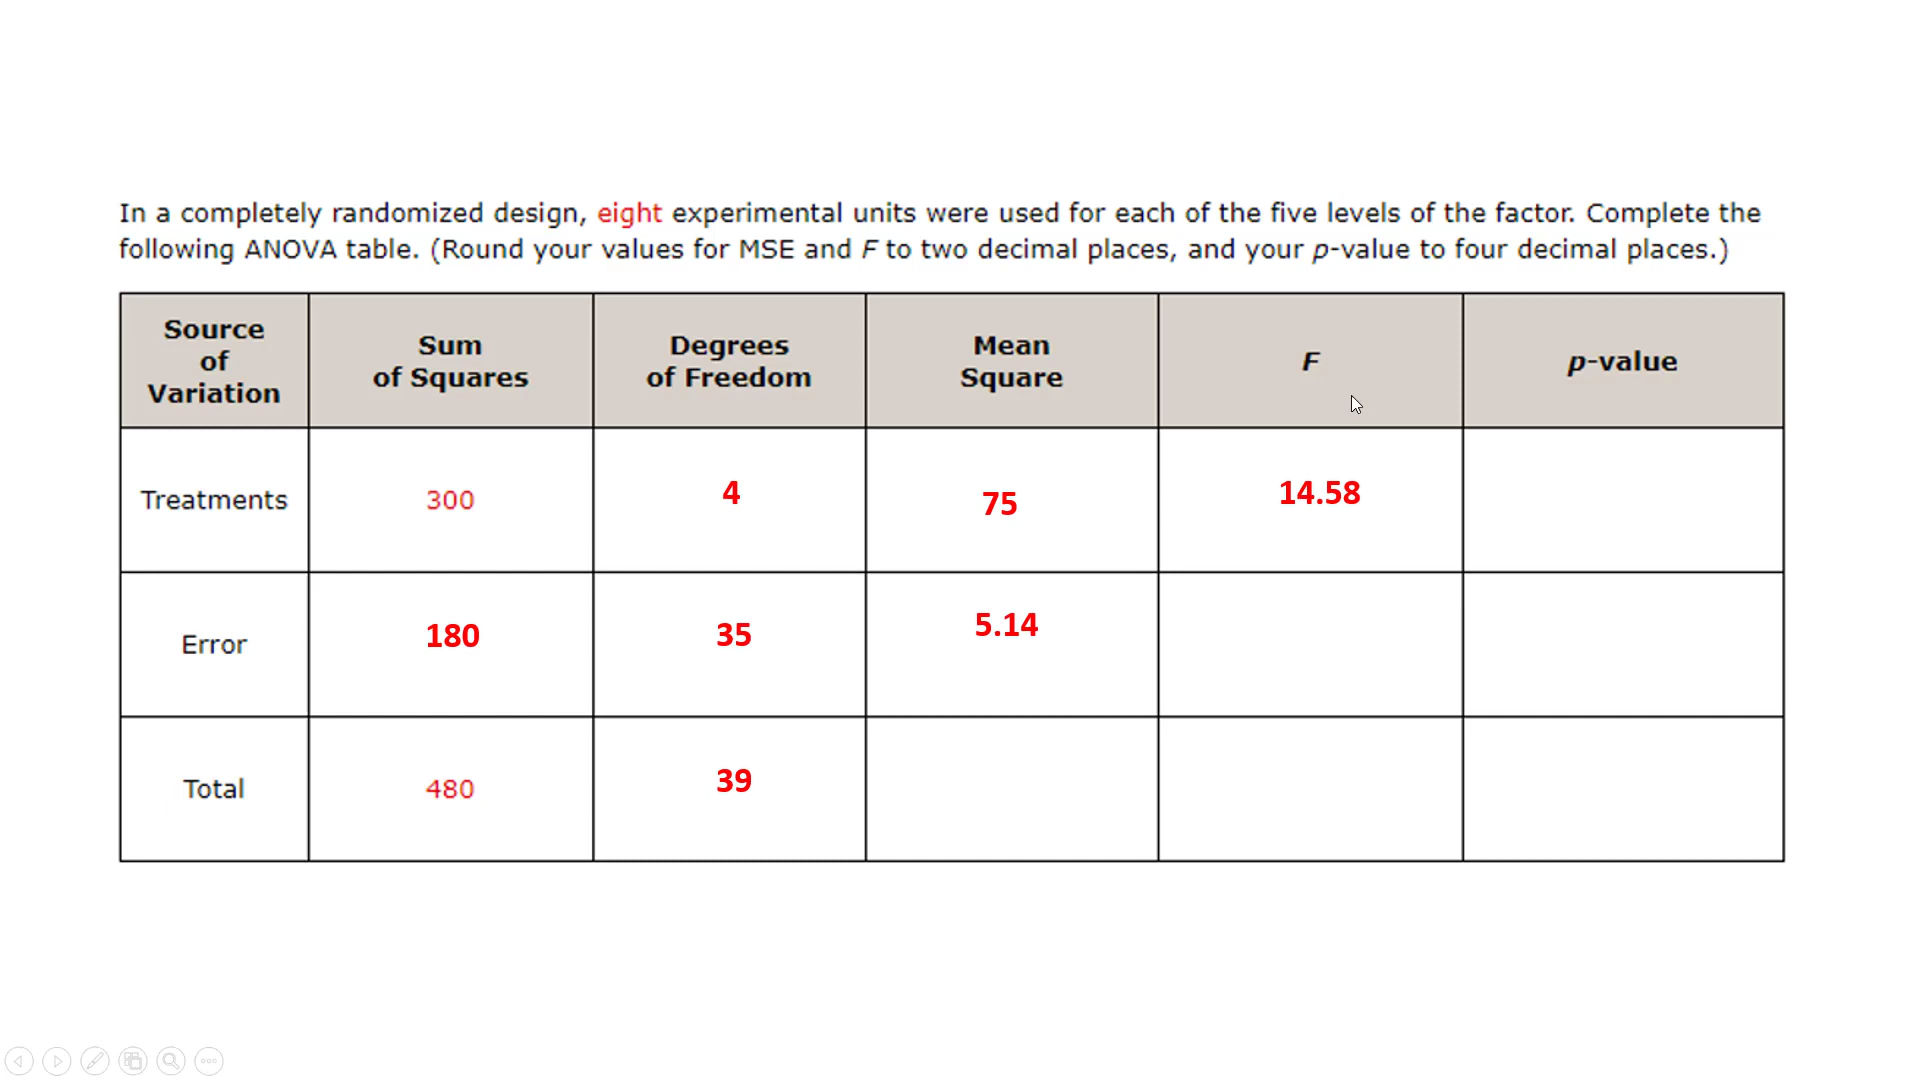 In a completely randomized design, eight experimental units were used for each of the five levels of the factor. Complete the
following ANOVA table. (Round your values for MSE and F to two decimal places, and your p-value to four decimal places.)
Source
of
Variation
Sum
of Squares
Degrees
of Freedom
Mean
Square
F
p-value
Treatments
300
4
75
14.58
Error
180
35
5.14
Total
480
39